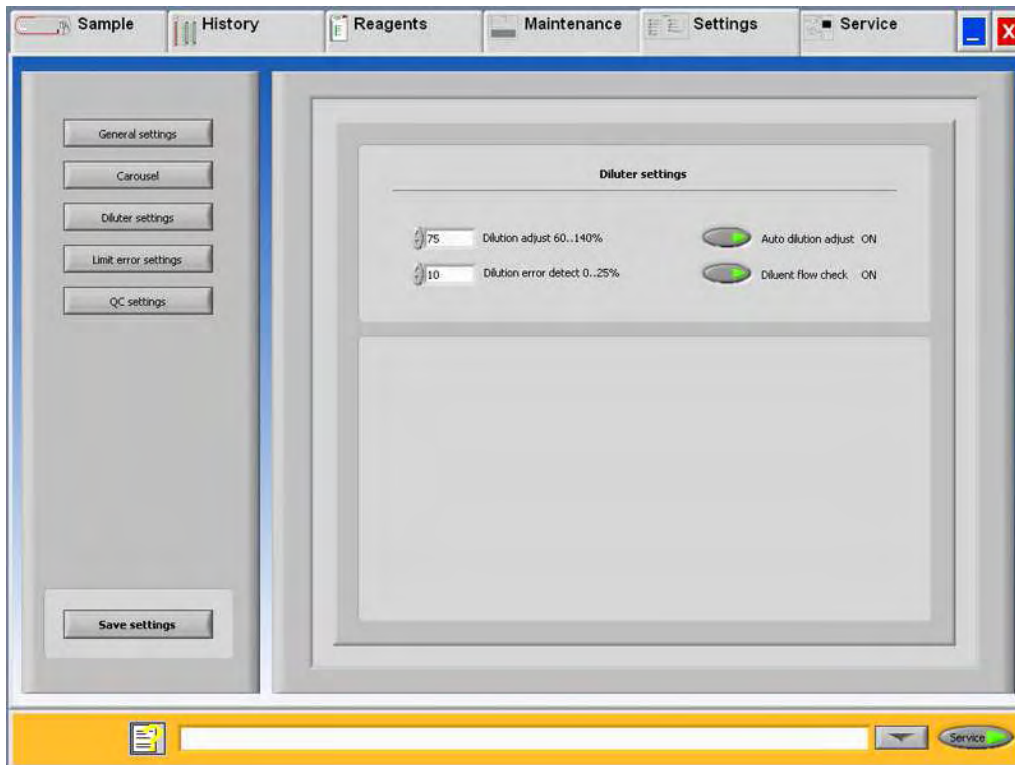 Sample History Reagents Maintenance Settings Service _ X
General settings
Carousel
Diluter settings
Limit error settings
QC settings
Save settings
Diluter settings
75 Dilution adjust 60..140% Auto dilution adjust ON
10 Dilution error detect 0..25% Diluent flow check ON
Service